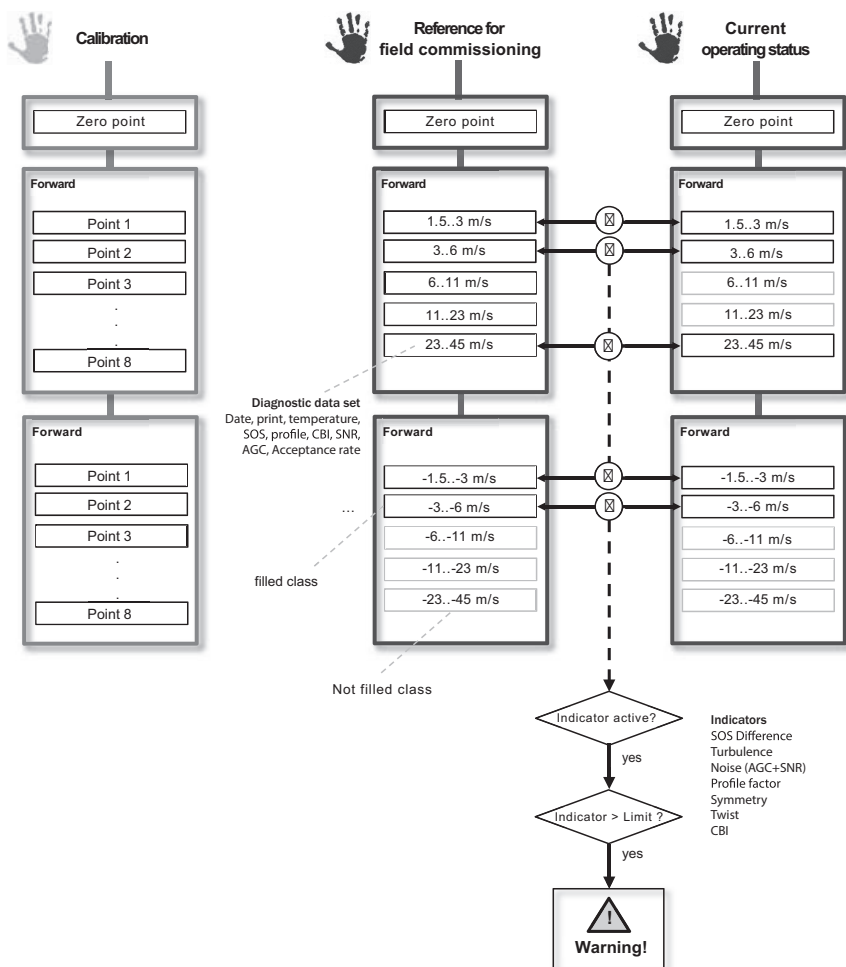 Calibration
Zero point
Forward
Point 1
Point 2
Point 3
.
.
.
Point 8
Forward
Point 1
Point 2
Point 3
.
.
.
Point 8
Reference for
field commissioning
Zero point
Forward
1.5..3 m/s
3..6 m/s
6..11 m/s
11..23 m/s
23..45 m/s
Diagnostic data set
Date, print, temperature,
SOS, profile, CBI, SNR,
AGC, Acceptance rate
Forward
-1.5..-3 m/s
...
-3..-6 m/s
-6..-11 m/s
-11..-23 m/s
-23..-45 m/s
filled class
Not filled class
Current
operating status
Zero point
Forward
1.5..3 m/s
3..6 m/s
6..11 m/s
11..23 m/s
23..45 m/s
Forward
-1.5..-3 m/s
-3..-6 m/s
-6..-11 m/s
-11..-23 m/s
-23..-45 m/s
Indicator active?
yes
Indicator > Limit ?
yes
!
Warning!
Indicators
SOS Difference
Turbulence
Noise (AGC+SNR)
Profile factor
Symmetry
Twist
CBI